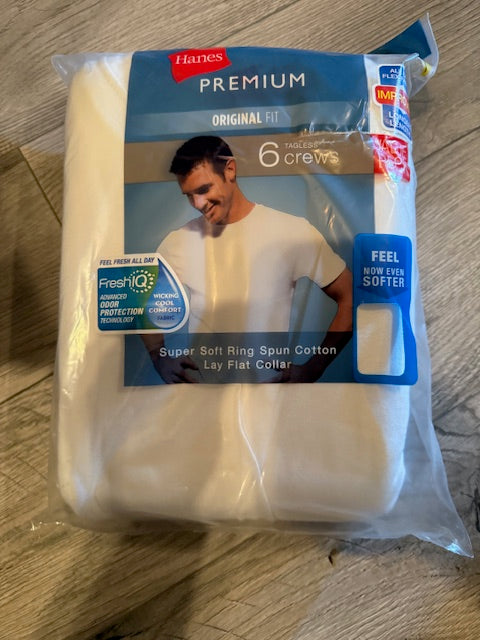 Hanes
PREMIUM
ORIGINAL FIT
6 TAGLESS
crews
FEEL FRESH ALL DAY
FreshIQ
ADVANCED
ODOR
PROTECTION
TECHNOLOGY
WICKING
COOL
COMFORT
FABRIC
FEEL
NOW EVEN
SOFTER
Super Soft Ring Spun Cotton
Lay Flat Collar